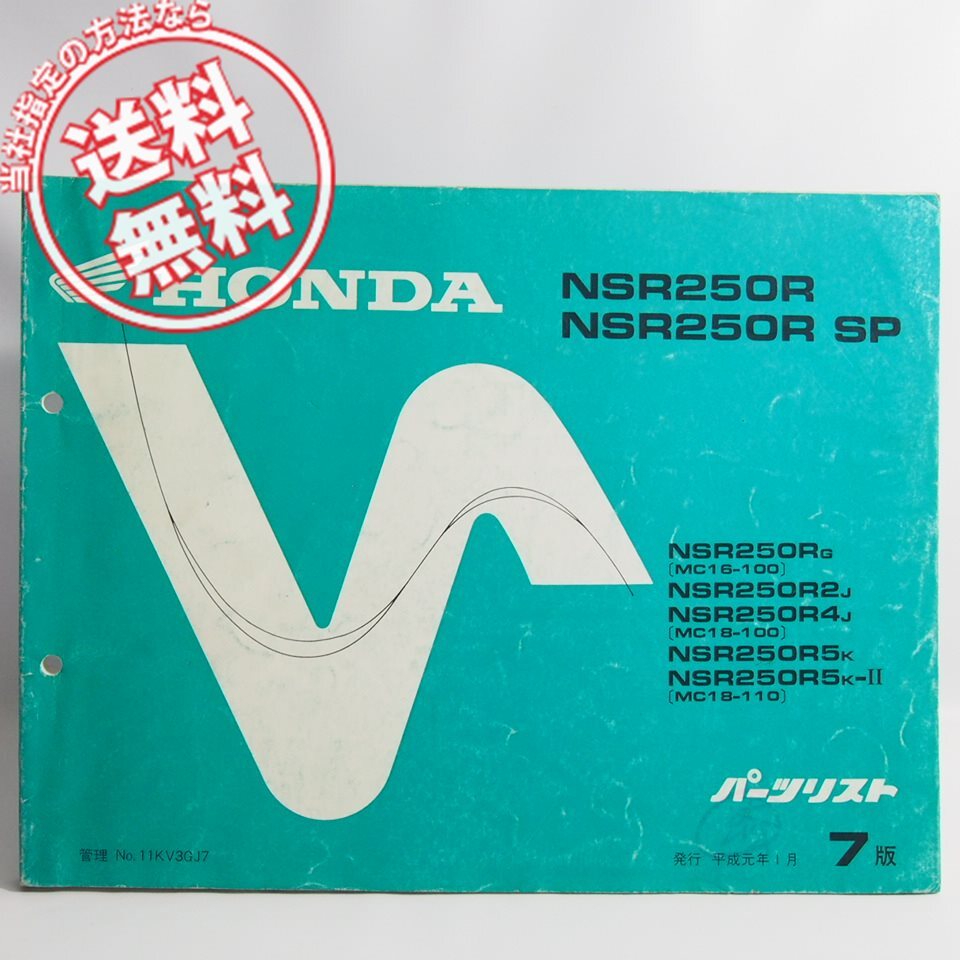 当社指定の方法なら
送料
無料
HONDA
NSR250R
NSR250R SP
NSR250RG
[MC16-100]
NSR250R2J
NSR250R4J
[MC18-100]
NSR250R5K
NSR250R5K-II
[MC18-110]
パーツリスト
管理 No. 11KV3GJ7
発行 平成元年1月
7版